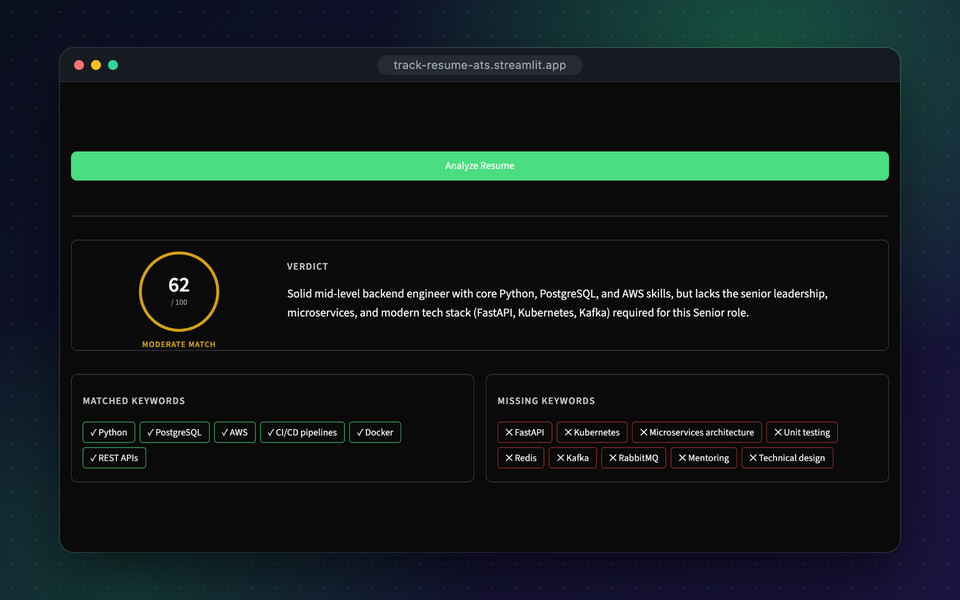 track-resume-ats.streamlit.app
Analyze Resume
62
/ 100
MODERATE MATCH
VERDICT
Solid mid-level backend engineer with core Python, PostgreSQL, and AWS skills, but lacks the senior leadership,
microservices, and modern tech stack (FastAPI, Kubernetes, Kafka) required for this Senior role.
MATCHED KEYWORDS
✓ Python ✓ PostgreSQL ✓ AWS ✓ CI/CD pipelines ✓ Docker
✓ REST APIs
MISSING KEYWORDS
✕ FastAPI ✕ Kubernetes ✕ Microservices architecture ✕ Unit testing
✕ Redis ✕ Kafka ✕ RabbitMQ ✕ Mentoring ✕ Technical design